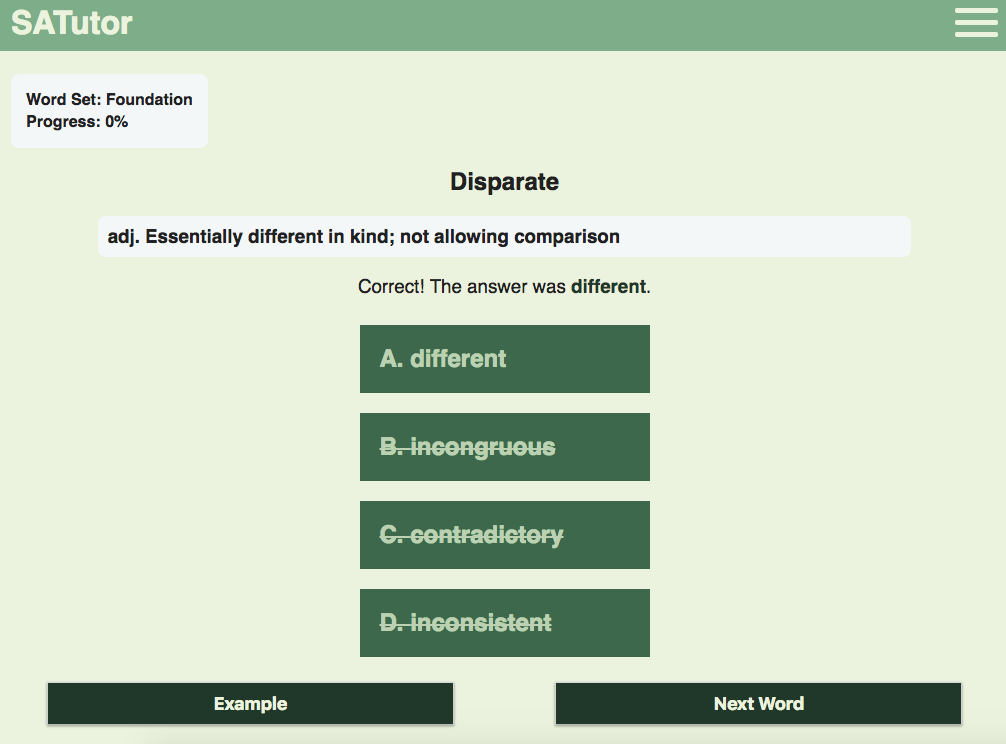 SATutor
Word Set: Foundation
Progress: 0%
Disparate
adj. Essentially different in kind; not allowing comparison
Correct! The answer was different.
A. different
B. incongruous
C. contradictory
D. inconsistent
Example
Next Word